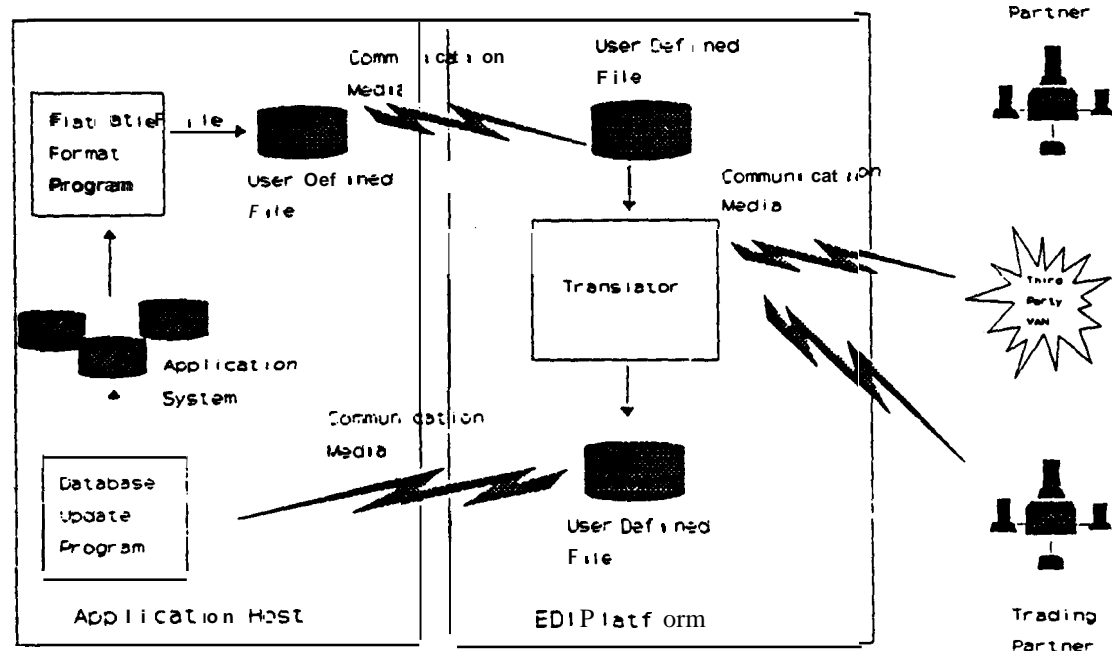 Partner
Communication
Media
User Defined
File
Flat File
Format
Program
User Defined
File
Communication
Media
Translator
Third
Party
VAN
Application
System
Communication
Media
Database
Update
Program
User Defined
File
Application Host
EDI Platform
Trading
Partner